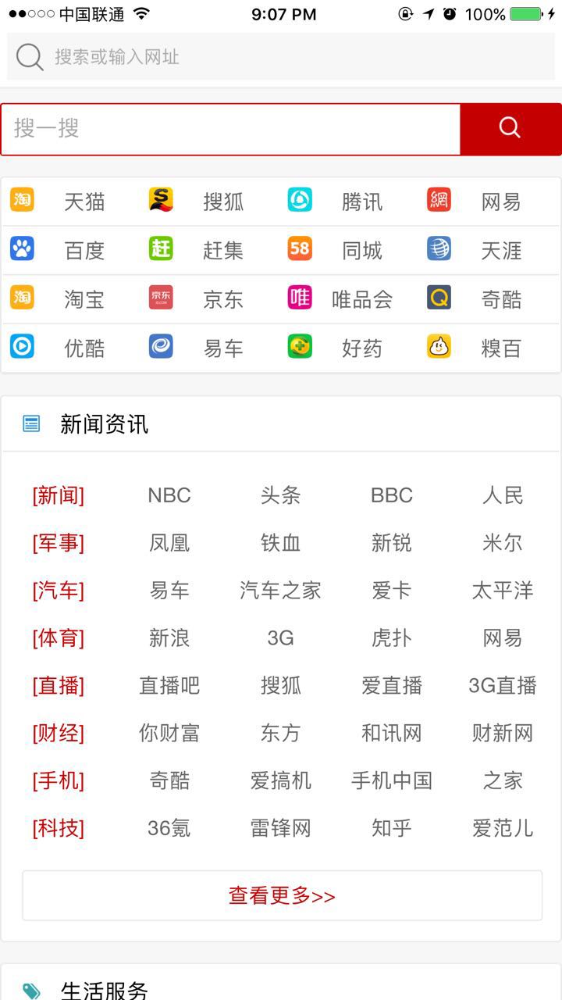 中国联通 9:07 PM 100%
搜索或输入网址
搜一搜
淘 天猫 S 搜狐 腾讯 網 网易
百度 赶 赶集 58 同城 天涯
淘 淘宝 京东 JD.COM 京东 唯 唯品会 Q 奇酷
优酷 易车 好药 糗百
新闻资讯
[新闻] NBC 头条 BBC 人民
[军事] 凤凰 铁血 新锐 米尔
[汽车] 易车 汽车之家 爱卡 太平洋
[体育] 新浪 3G 虎扑 网易
[直播] 直播吧 搜狐 爱直播 3G直播
[财经] 你财富 东方 和讯网 财新网
[手机] 奇酷 爱搞机 手机中国 之家
[科技] 36氪 雷锋网 知乎 爱范儿
查看更多>>
生活服务